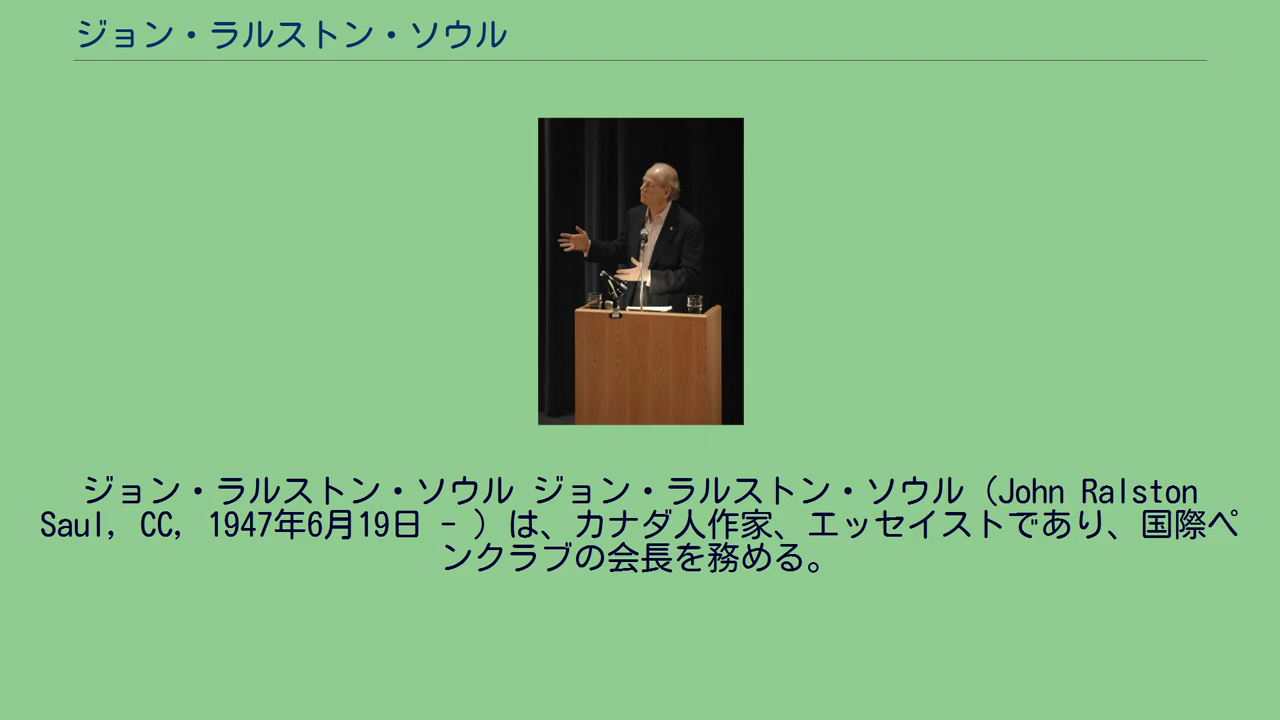 ジョン・ラルストン・ソウル
ジョン・ラルストン・ソウル ジョン・ラルストン・ソウル（John Ralston
Saul, CC, 1947年6月19日 - ）は、カナダ人作家、エッセイストであり、国際ペ
ンクラブの会長を務める。